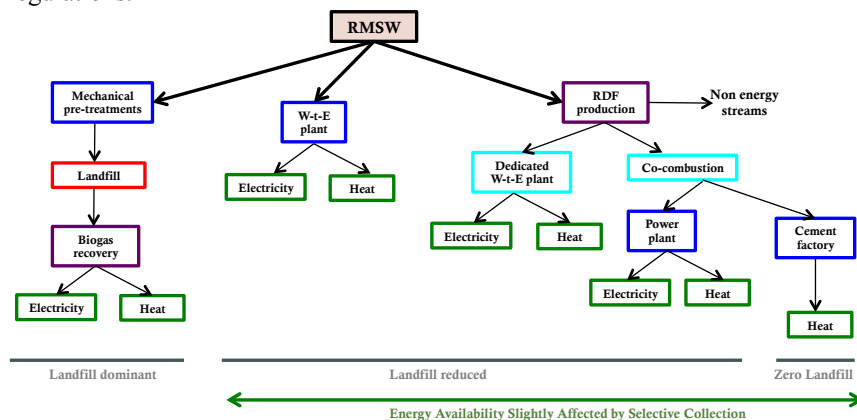 egulations.
RMSW
Mechanical
pre-treatments
W-t-E
plant
RDF
production
Non energy
streams
Landfill
Electricity
Heat
Dedicated
W-t-E plant
Co-combustion
Biogas
recovery
Electricity
Heat
Power
plant
Cement
factory
Electricity
Heat
Electricity
Heat
Heat
Landfill dominant
Landfill reduced
Zero Landfill
Energy Availability Slightly Affected by Selective Collection